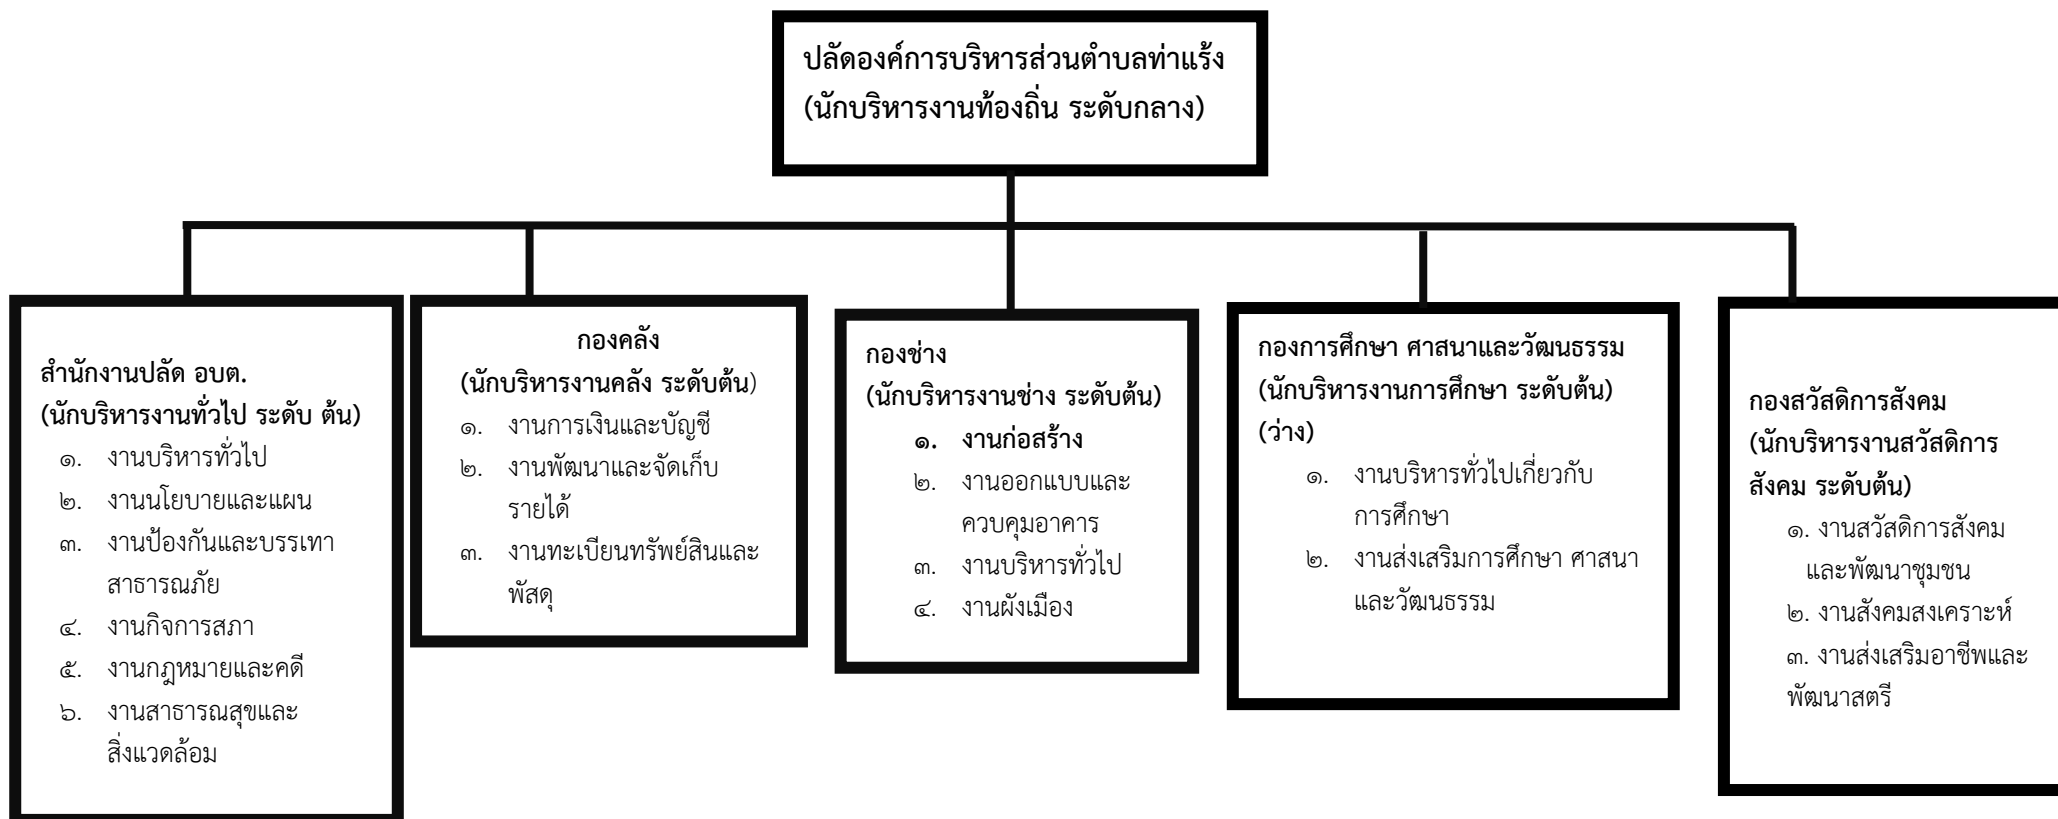 ปลัดองค์การบริหารส่วนตำบลท่าแร้ง
(นักบริหารงานท้องถิ่น ระดับกลาง)
สำนักงานปลัด อบต.
(นักบริหารงานทั่วไป ระดับ ต้น)
๑. งานบริหารทั่วไป
๒. งานนโยบายและแผน
๓. งานป้องกันและบรรเทา
สาธารณภัย
๔. งานกิจการสภา
๕. งานกฎหมายและคดี
๖. งานสาธารณสุขและ
สิ่งแวดล้อม
กองคลัง
(นักบริหารงานคลัง ระดับต้น)
๑. งานการเงินและบัญชี
๒. งานพัฒนาและจัดเก็บ
รายได้
๓. งานทะเบียนทรัพย์สินและ
พัสดุ
กองช่าง
(นักบริหารงานช่าง ระดับต้น)
๑. งานก่อสร้าง
๒. งานออกแบบและ
ควบคุมอาคาร
๓. งานบริหารทั่วไป
๔. งานผังเมือง
กองการศึกษา ศาสนาและวัฒนธรรม
(นักบริหารงานการศึกษา ระดับต้น)
(ว่าง)
๑. งานบริหารทั่วไปเกี่ยวกับ
การศึกษา
๒. งานส่งเสริมการศึกษา ศาสนา
และวัฒนธรรม
กองสวัสดิการสังคม
(นักบริหารงานสวัสดิการ
สังคม ระดับต้น)
๑. งานสวัสดิการสังคม
และพัฒนาชุมชน
๒. งานสังคมสงเคราะห์
๓. งานส่งเสริมอาชีพและ
พัฒนาสตรี